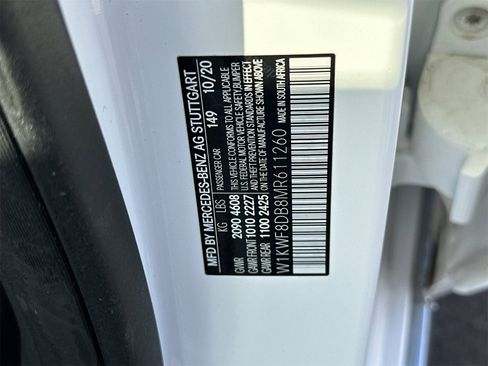 MFD BY MERCEDES-BENZ AG STUTTGART
PASSENGER CAR 149 10/20
KG LBS
GVWR 2090 4608
GAWR FRONT 1010 2227
GAWR REAR 1100 2425
THIS VEHICLE CONFORMS TO ALL APPLICABLE
U.S. FEDERAL MOTOR VEHICLE SAFETY, BUMPER
AND THEFT PREVENTION STANDARDS IN EFFECT
ON THE DATE OF MANUFACTURE SHOWN ABOVE
W1KWF8DB8MR611260
MADE IN SOUTH AFRICA